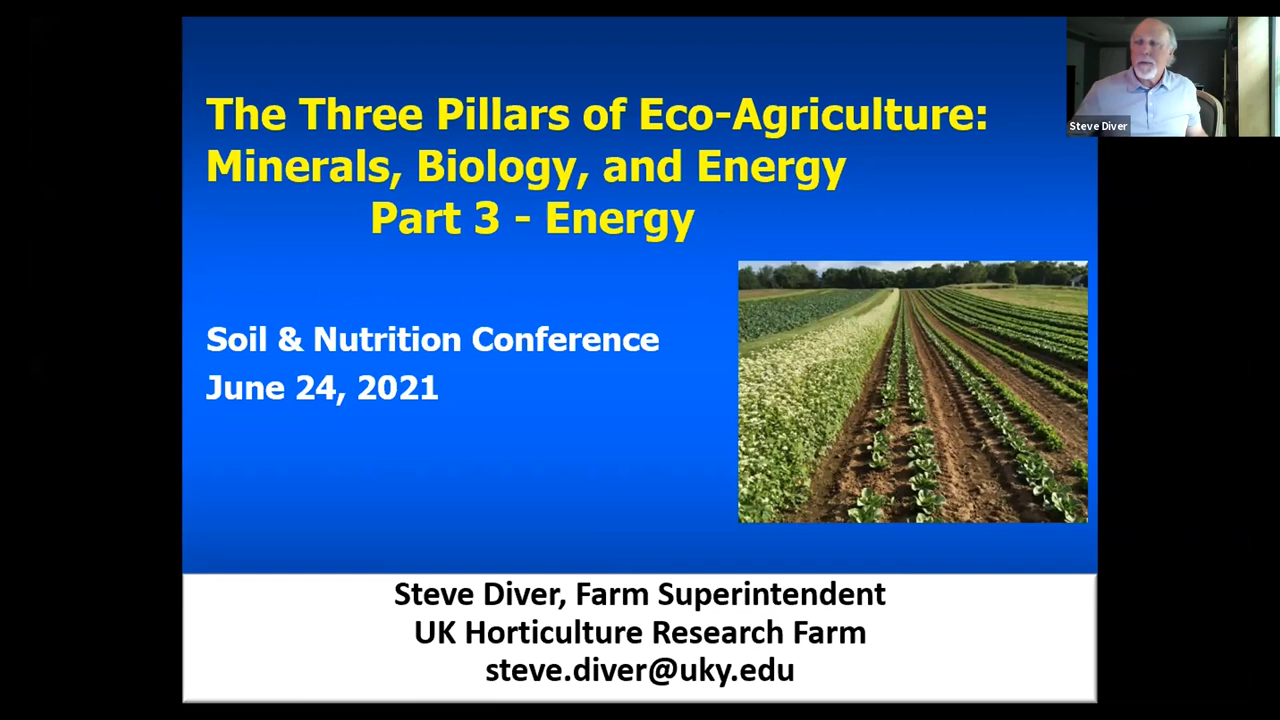 The Three Pillars of Eco-Agriculture:
Minerals, Biology, and Energy
Part 3 - Energy
Soil & Nutrition Conference
June 24, 2021
Steve Diver, Farm Superintendent
UK Horticulture Research Farm
steve.diver@uky.edu
Steve Diver